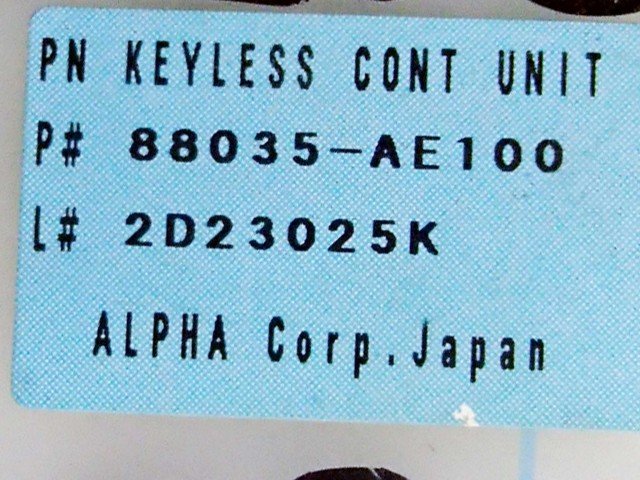 PN KEYLESS CONT UNIT
P# 88035-AE100
L# 2D23025K
ALPHA Corp.Japan